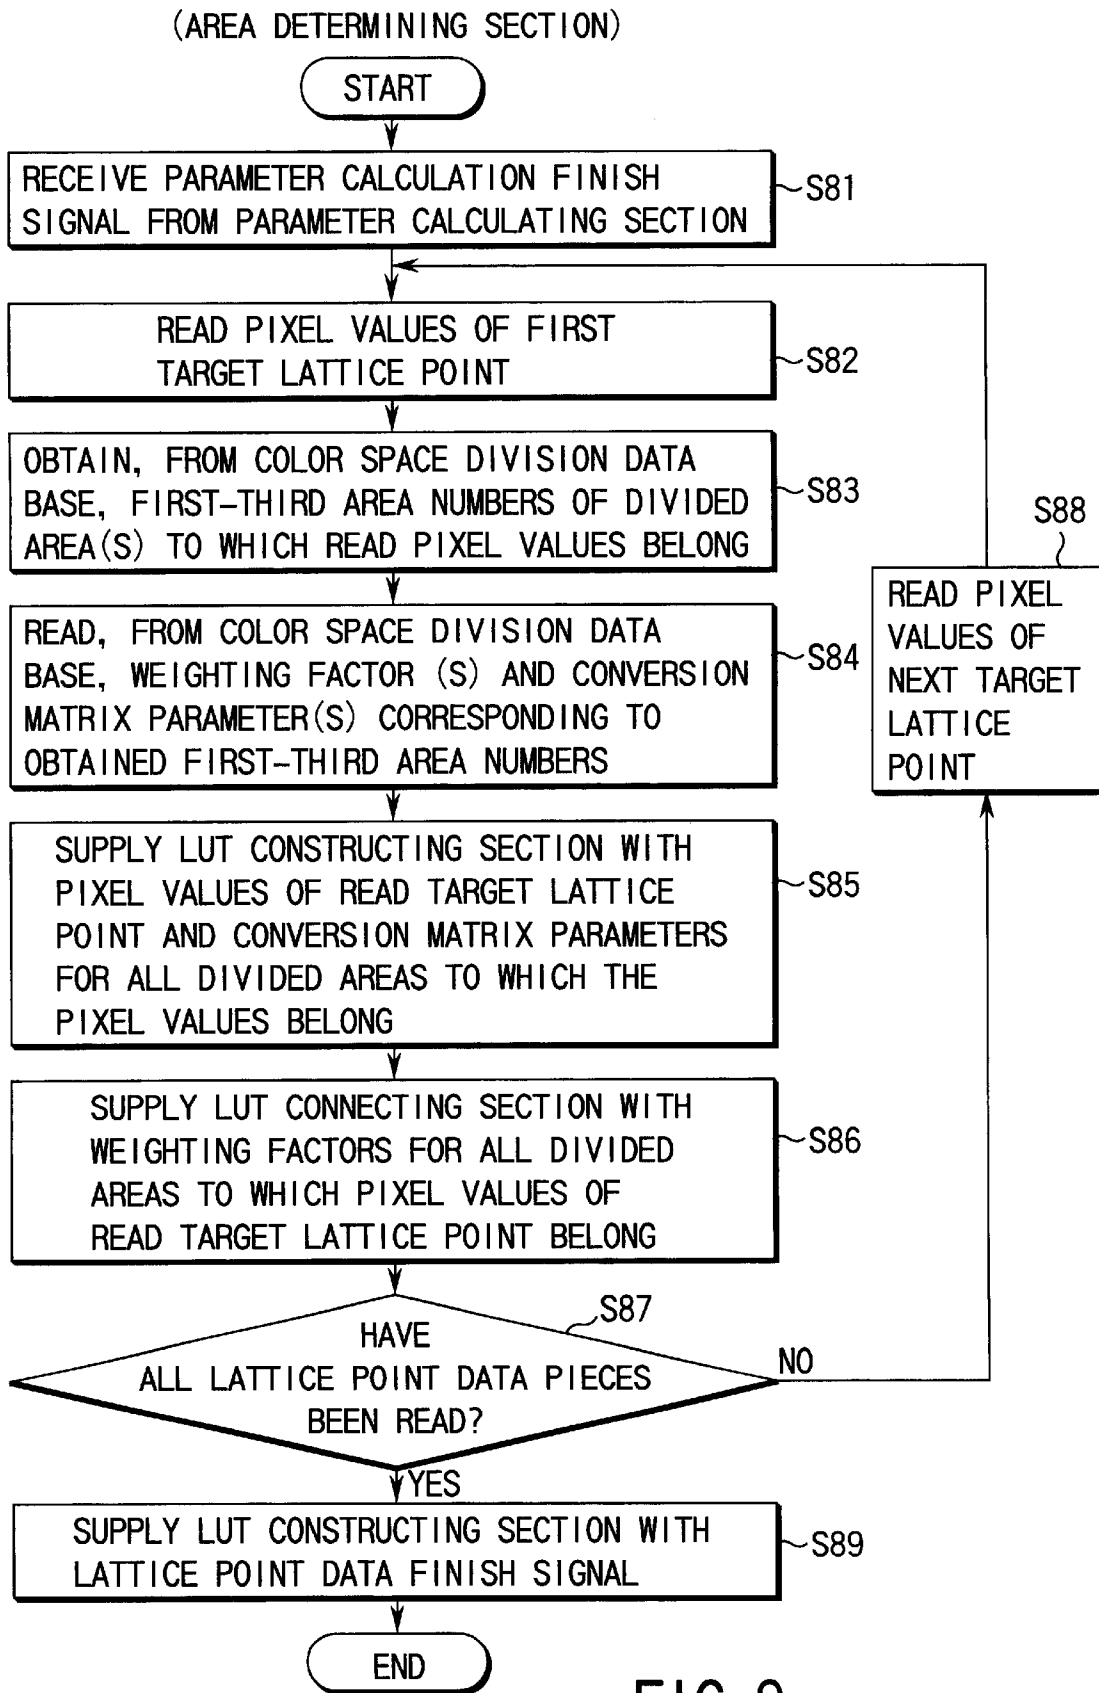 (AREA DETERMINING SECTION)
START
RECEIVE PARAMETER CALCULATION FINISH
SIGNAL FROM PARAMETER CALCULATING SECTION
S81
READ PIXEL VALUES OF FIRST
TARGET LATTICE POINT
S82
OBTAIN, FROM COLOR SPACE DIVISION DATA
BASE, FIRST-THIRD AREA NUMBERS OF DIVIDED
AREA(S) TO WHICH READ PIXEL VALUES BELONG
S83
READ, FROM COLOR SPACE DIVISION DATA
BASE, WEIGHTING FACTOR (S) AND CONVERSION
MATRIX PARAMETER(S) CORRESPONDING TO
OBTAINED FIRST-THIRD AREA NUMBERS
S84
S88
READ PIXEL
VALUES OF
NEXT TARGET
LATTICE
POINT
SUPPLY LUT CONSTRUCTING SECTION WITH
PIXEL VALUES OF READ TARGET LATTICE
POINT AND CONVERSION MATRIX PARAMETERS
FOR ALL DIVIDED AREAS TO WHICH THE
PIXEL VALUES BELONG
S85
SUPPLY LUT CONNECTING SECTION WITH
WEIGHTING FACTORS FOR ALL DIVIDED
AREAS TO WHICH PIXEL VALUES OF
READ TARGET LATTICE POINT BELONG
S86
S87
HAVE
ALL LATTICE POINT DATA PIECES
BEEN READ?
NO
YES
SUPPLY LUT CONSTRUCTING SECTION WITH
LATTICE POINT DATA FINISH SIGNAL
S89
END